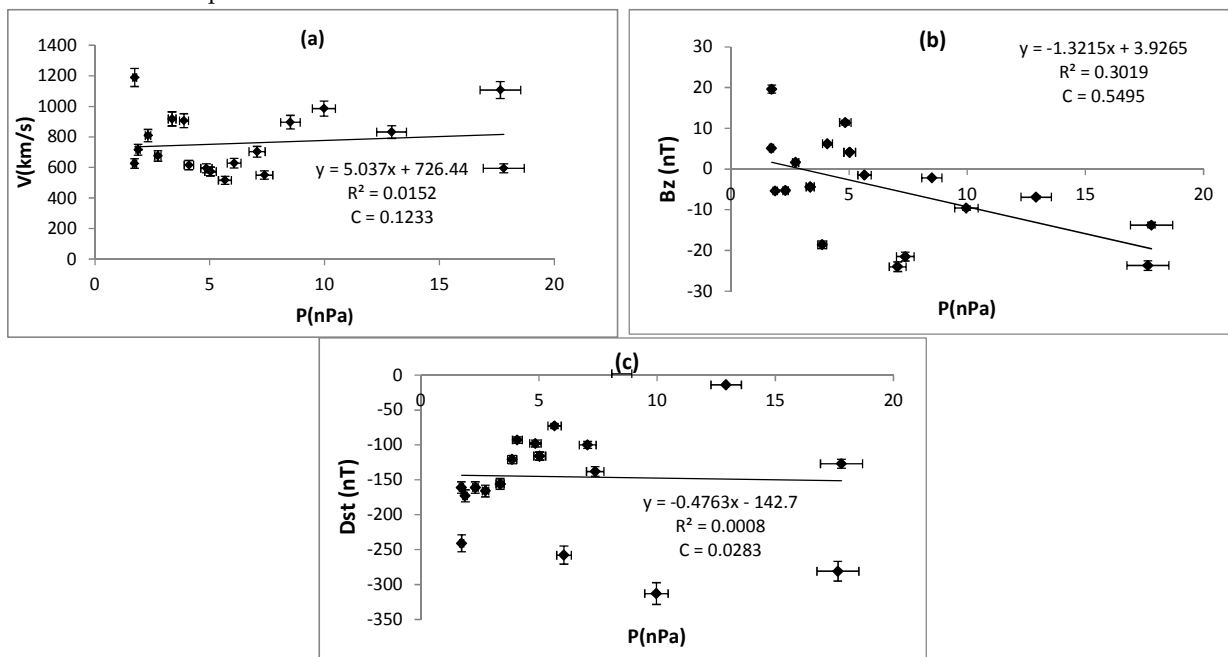 (a)
1400
1200
1000
800
600
400
200
0
V(km/s)
y = 5.037x + 726.44
R² = 0.0152
C = 0.1233
0 5 10 15 20
P(nPa)
(b)
30
20
10
0
-10
-20
-30
Bz (nT)
y = -1.3215x + 3.9265
R² = 0.3019
C = 0.5495
0 5 10 15 20
P(nPa)
(c)
0
-50
-100
-150
-200
-250
-300
-350
Dst (nT)
0 5 10 15 20
y = -0.4763x - 142.7
R² = 0.0008
C = 0.0283
P(nPa)